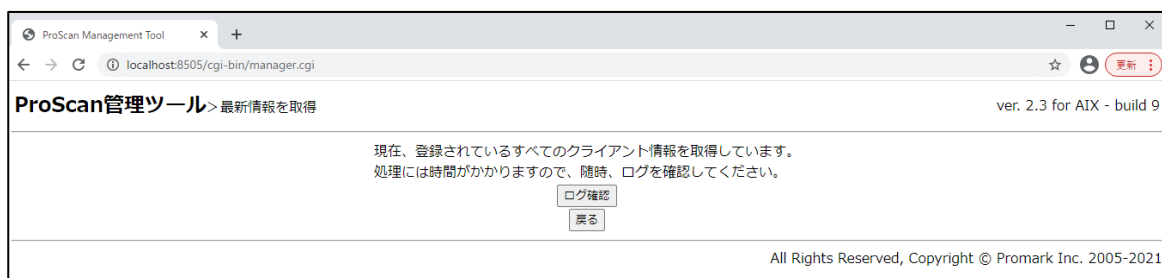 ProScan Management Tool
localhost:8505/cgi-bin/manager.cgi
更新
ProScan管理ツール>最新情報を取得
ver. 2.3 for AIX - build 9
現在、登録されているすべてのクライアント情報を取得しています。
処理には時間がかかりますので、随時、ログを確認してください。
ログ確認
戻る
All Rights Reserved, Copyright © Promark Inc. 2005-2021